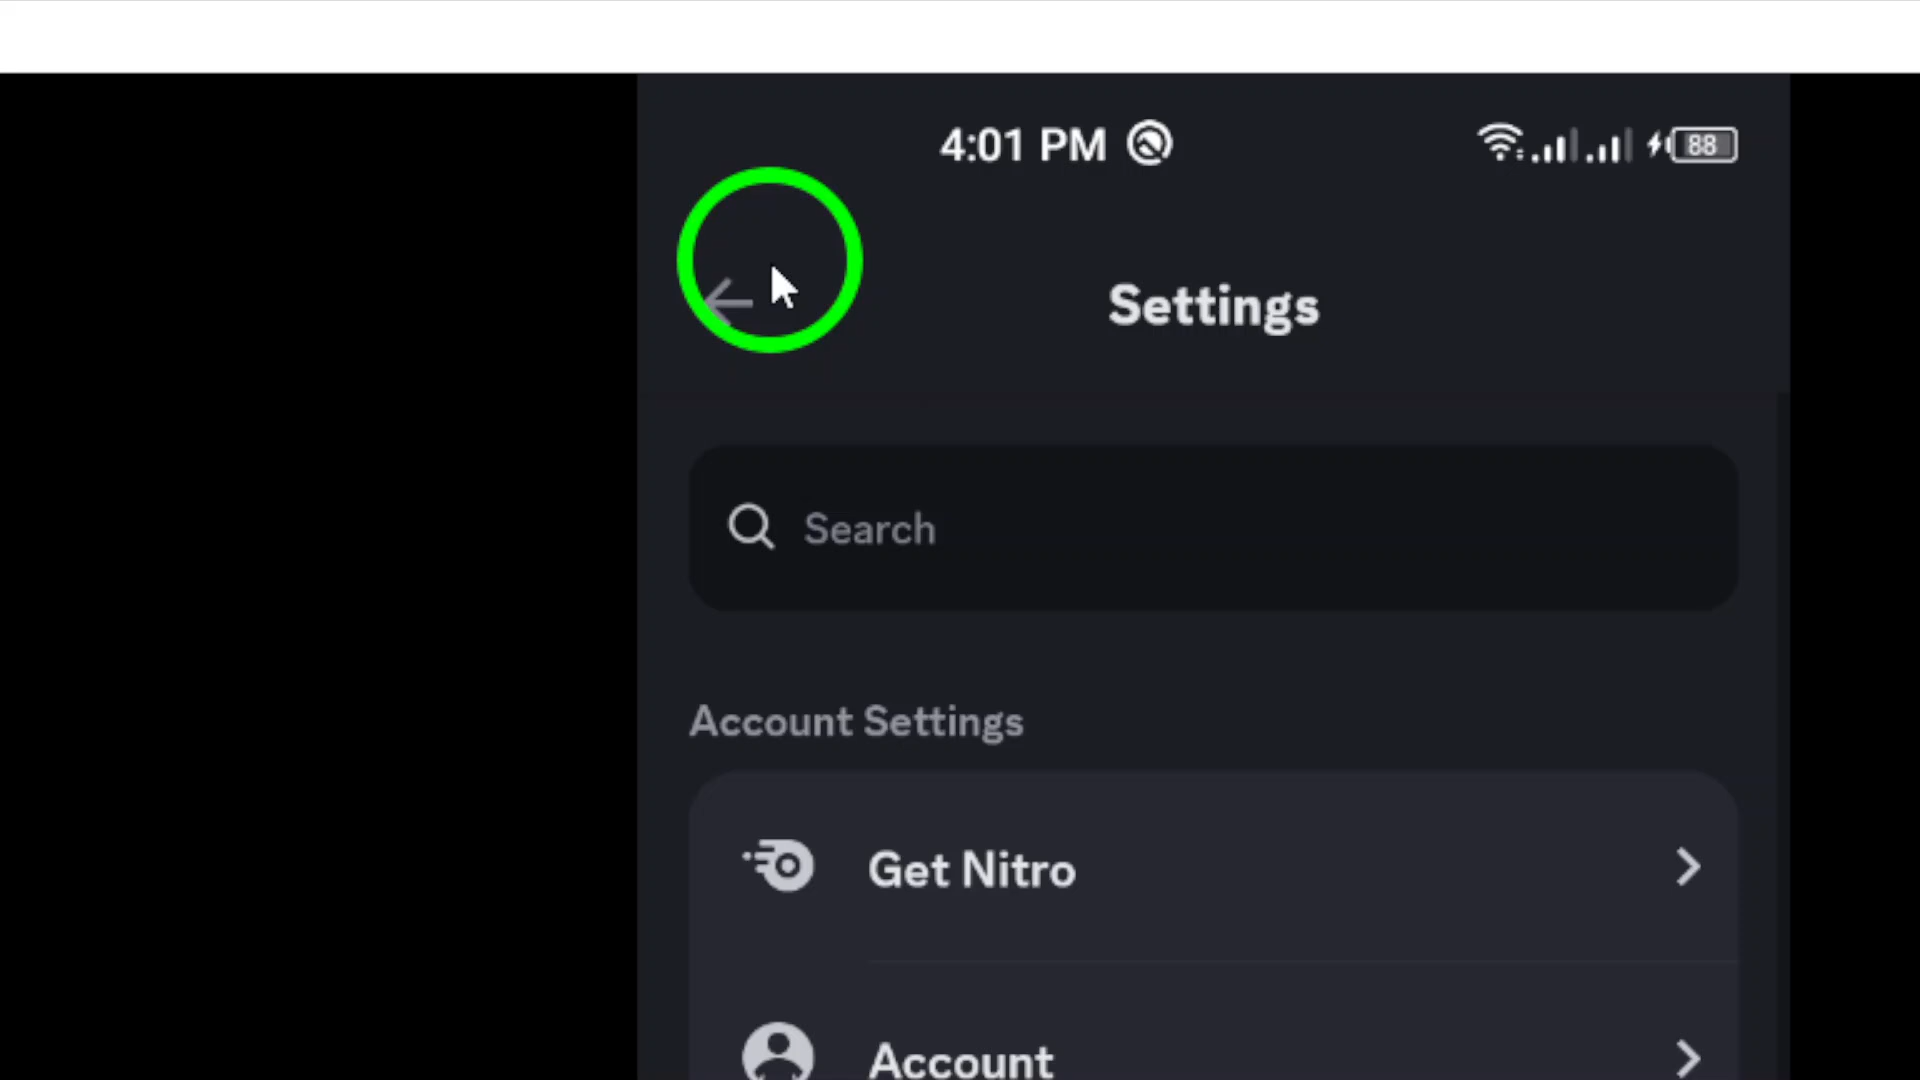 4:01 PM
88
Settings
Search
Account Settings
Get Nitro
Account